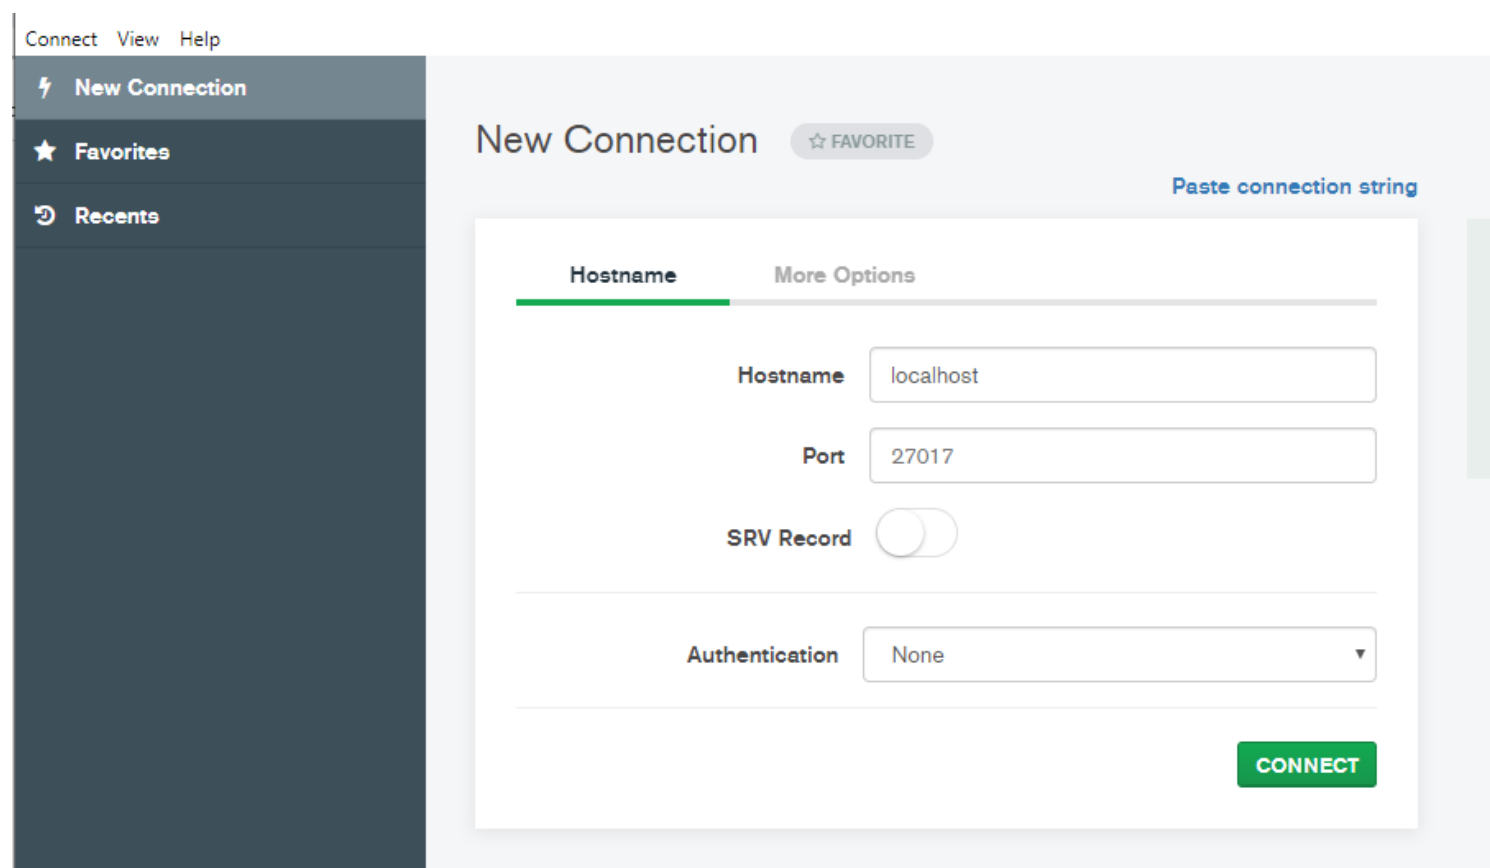 Connect View Help
New Connection
Favorites
Recents
New Connection FAVORITE
Paste connection string
Hostname More Options
Hostname localhost
Port 27017
SRV Record
Authentication None
CONNECT